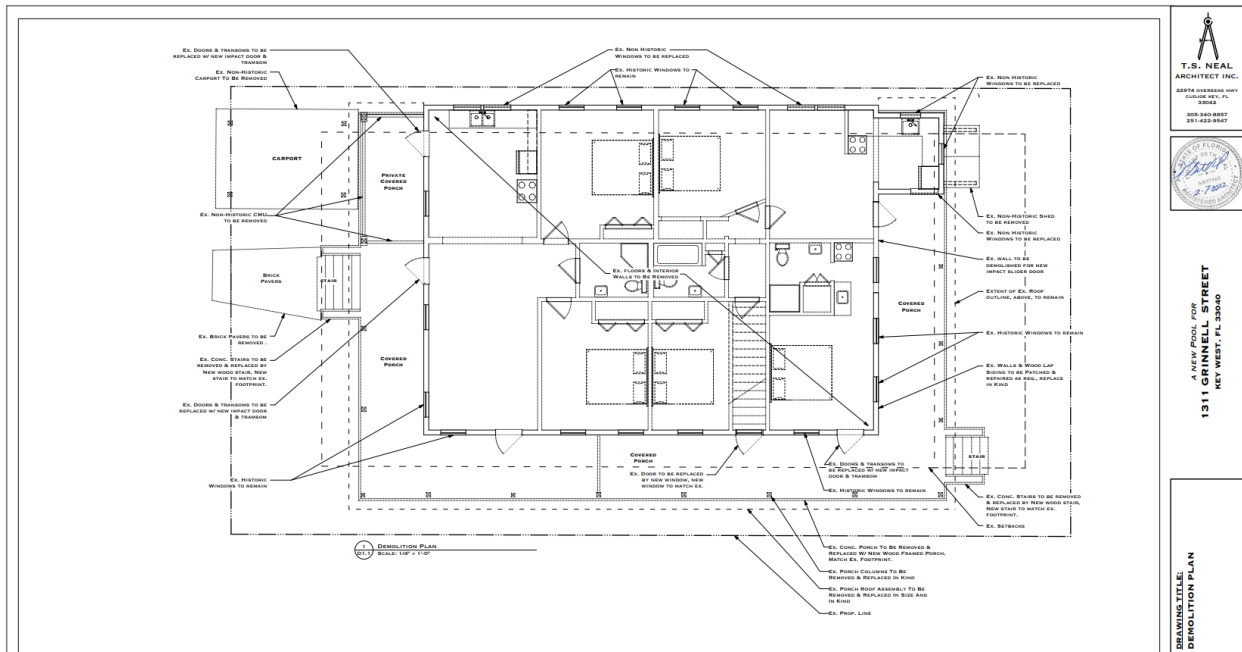 Ex. Doors & transoms to be
replaced w/ new impact door &
tramsom
Ex. Non-Historic
Carport To Be Removed
Ex. Non Historic
Windows to be replaced
Ex. Historic Windows to
remain
Ex. Non Historic
Windows to be replaced
Carport
Private
Covered
Porch
Ex. Non-Historic CMU
to be removed
Ex. Non-Historic Shed
to be removed
Ex. Non Historic
Windows to be replaced
Ex. wall to be
demolished for new
impact slider door
Ex. floors & interior
Walls to Be Removed
Brick
Pavers
Stair
Extent of Ex. Roof
outline, above, to remain
Covered
Porch
Ex. Brick Pavers to be
removed .
Ex. Historic Windows to remain
Ex. Conc. Stairs to be
removed & replaced by
New wood stair, New
stair to match ex.
footprint.
Covered
Porch
Ex. Walls & Wood Lap
Siding to be Patched &
repaired as req., replace
in Kind
Ex. Doors & transoms to be
replaced w/ new impact door
& tramsom
Covered
Porch
Stair
Ex. Door to be replaced
by new window, new
window to match ex.
Ex. Doors & transoms to
be replaced w/ new impact
door & tramsom
Ex. Historic
Windows to remain
Ex. Historic Windows to remain
Ex. Conc. Stairs to be removed
& replaced by New wood stair,
New stair to match ex.
footprint.
Ex. Setbacks
1
D1.1
Demolition Plan
Scale: 1/4" = 1'-0"
Ex. Conc. Porch to be Removed &
Replaced W/ New Wood Framed Porch,
Match Ex. Footprint.
Ex. Porch Columns To Be
Removed & Replaced In Kind
Ex. Porch Roof Assembly To Be
Removed & Replaced in Size And
in Kind
Ex. Prop. Line
T.S. NEAL
ARCHITECT INC.
22974 OVERSEAS HWY
CUDJOE KEY, FL
33042
305-340-8857
251-422-9547
STATE OF FLORIDA
REGISTERED ARCHITECT
2-7-2022
A NEW POOL FOR
1311 GRINNELL STREET
KEY WEST, FL 33040
DRAWING TITLE:
DEMOLITION PLAN